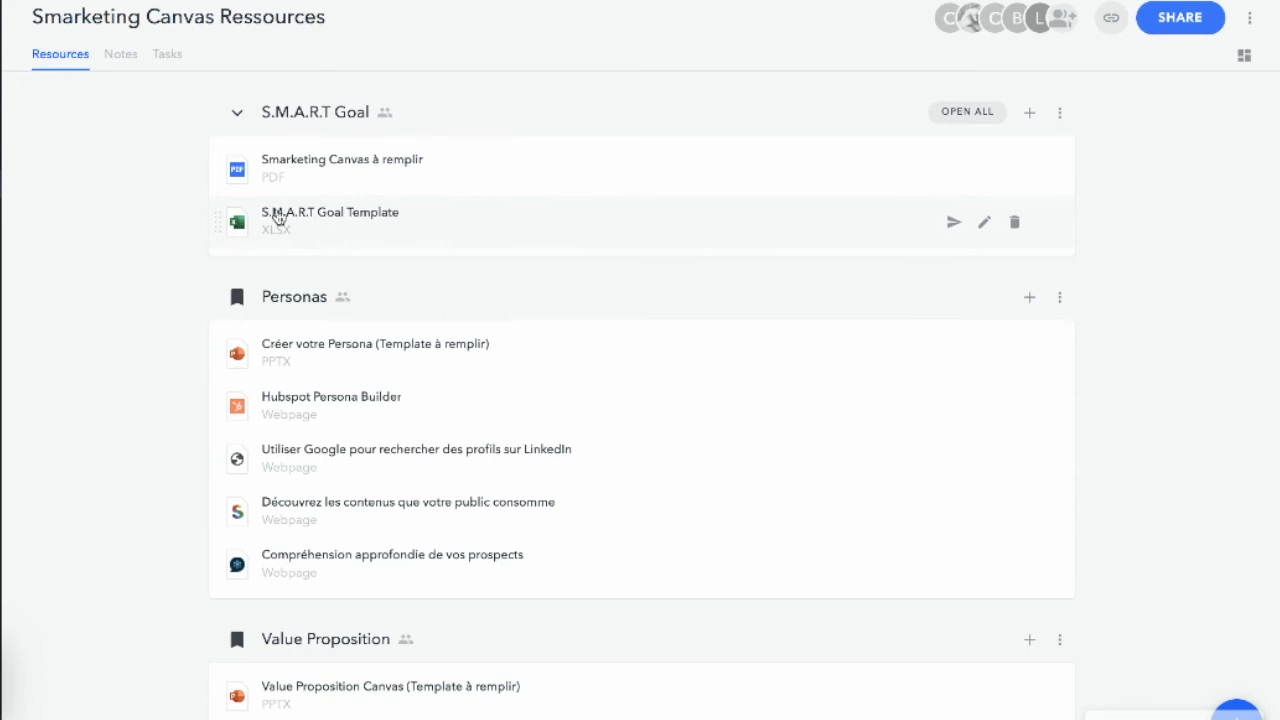 Smarketing Canvas Ressources
C C B L
SHARE
Resources Notes Tasks
S.M.A.R.T Goal
OPEN ALL
Smarketing Canvas à remplir
PDF
PDF
S.M.A.R.T Goal Template
XLSX
Personas
Créer votre Persona (Template à remplir)
PPTX
Hubspot Persona Builder
Webpage
Utiliser Google pour rechercher des profils sur LinkedIn
Webpage
Découvrez les contenus que votre public consomme
Webpage
Compréhension approfondie de vos prospects
Webpage
Value Proposition
Value Proposition Canvas (Template à remplir)
PPTX